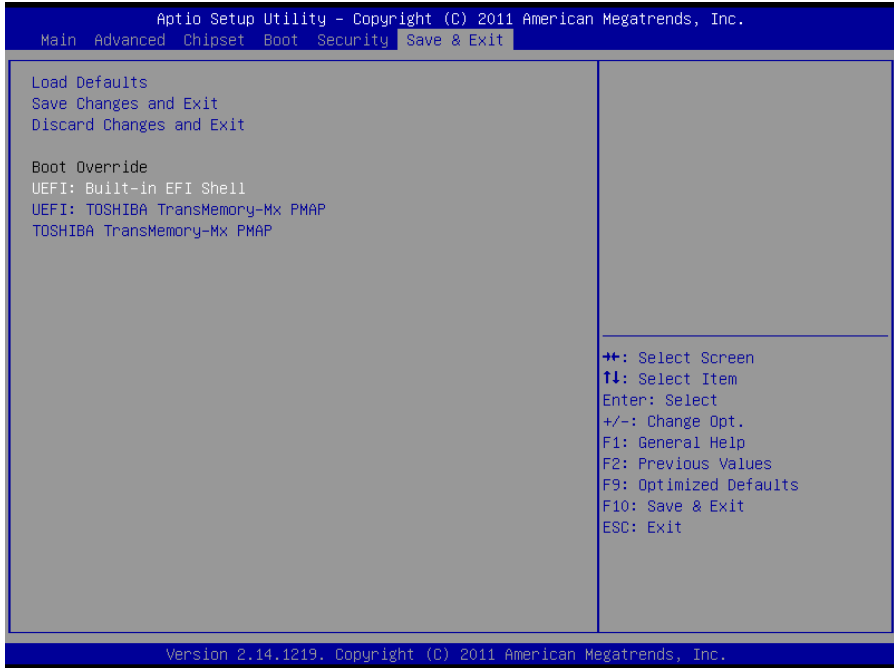 Aptio Setup Utility - Copyright (C) 2011 American Megatrends, Inc.
Main Advanced Chipset Boot Security Save & Exit
Load Defaults
Save Changes and Exit
Discard Changes and Exit
Boot Override
UEFI: Built-in EFI Shell
UEFI: TOSHIBA TransMemory-Mx PMAP
TOSHIBA TransMemory-Mx PMAP
→←: Select Screen
↑↓: Select Item
Enter: Select
+/-: Change Opt.
F1: General Help
F2: Previous Values
F9: Optimized Defaults
F10: Save & Exit
ESC: Exit
Version 2.14.1219. Copyright (C) 2011 American Megatrends, Inc.